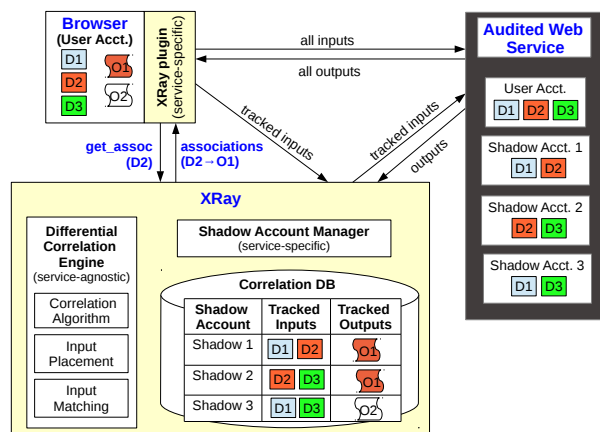 Browser
(User Acct.)
D1
O1
D2
O2
D3
XRay plugin
(service-specific)
all inputs
all outputs
Audited Web
Service
User Acct.
D1 D2 D3
Shadow Acct. 1
D1 D2
Shadow Acct. 2
D2 D3
Shadow Acct. 3
D1 D3
get_assoc
(D2)
associations
(D2→O1)
tracked inputs
tracked inputs
outputs
XRay
Differential
Correlation
Engine
(service-agnostic)
Correlation
Algorithm
Input
Placement
Input
Matching
Shadow Account Manager
(service-specific)
Correlation DB
Shadow Tracked Tracked
Account Inputs Outputs
Shadow 1 D1 D2 O1
Shadow 2 D2 D3 O1
Shadow 3 D1 D3 O2